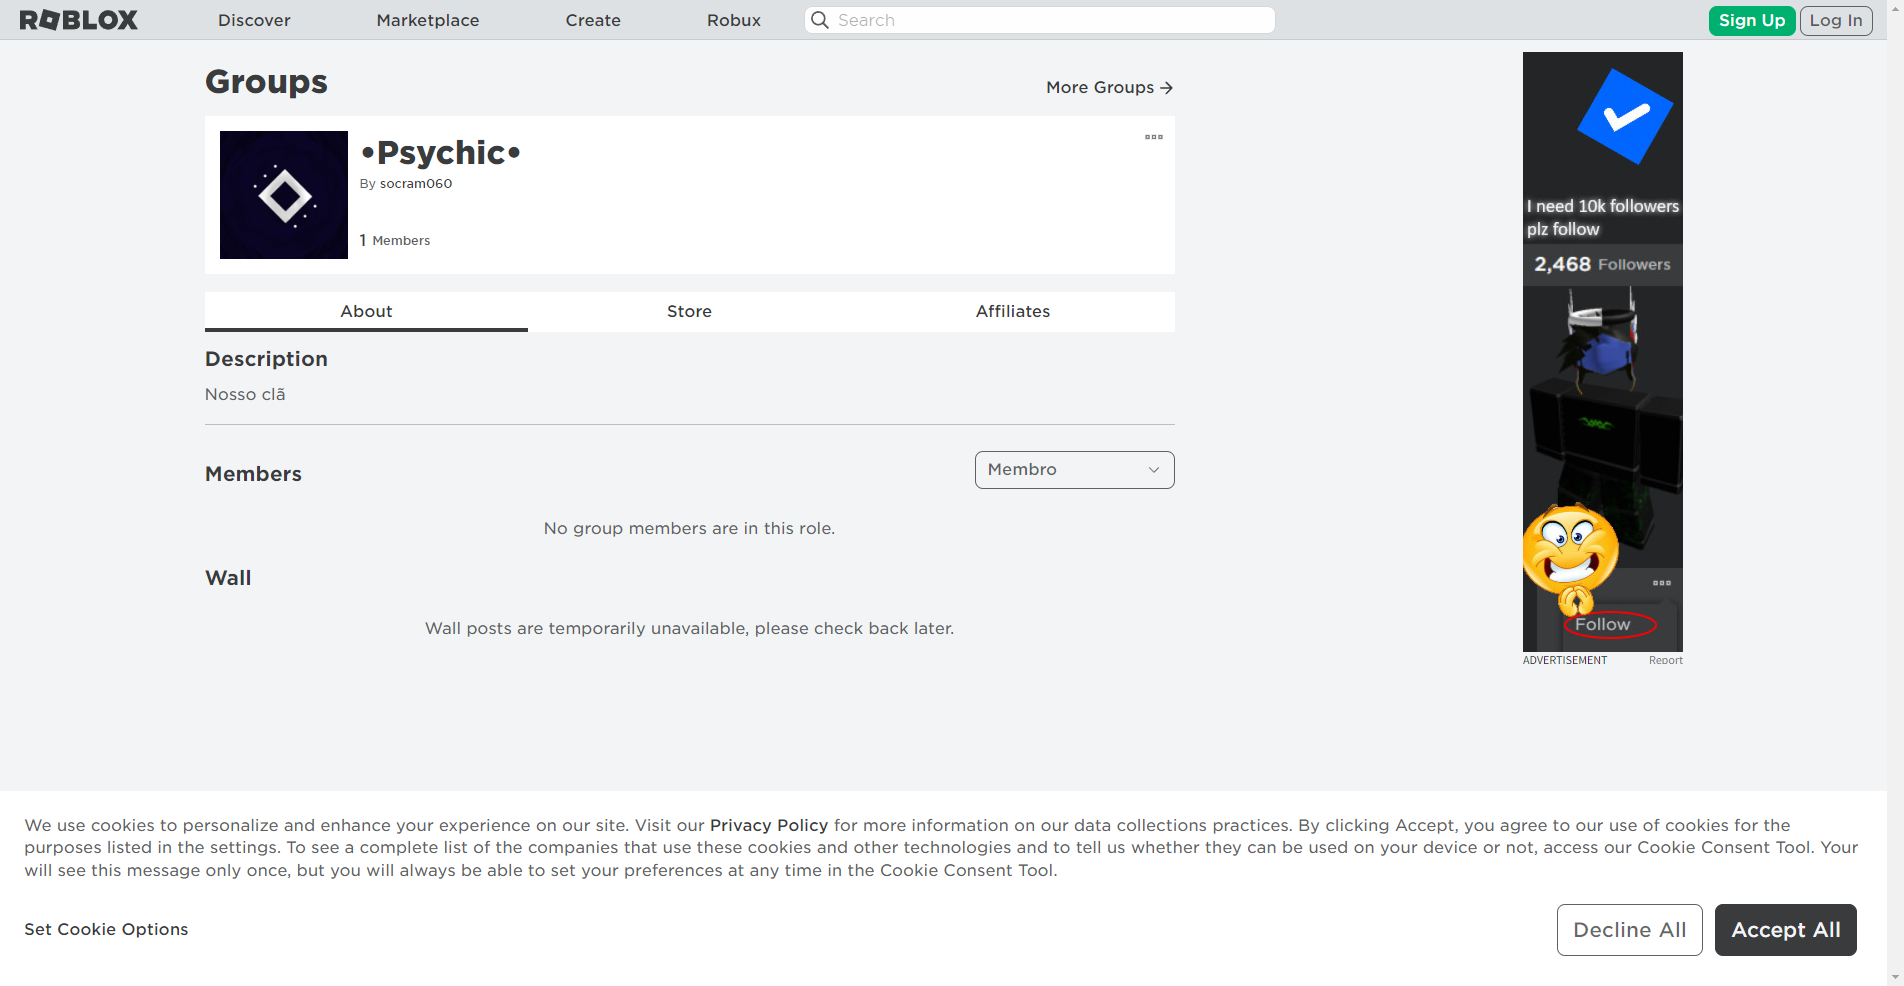 ROBLOX
Discover
Marketplace
Create
Robux
Search
Sign Up
Log In
Groups
More Groups
•Psychic•
By socram060
1 Members
About
Store
Affiliates
Description
Nosso clã
Members
Membro
No group members are in this role.
Wall
Wall posts are temporarily unavailable, please check back later.
I need 10k followers
plz follow
2,468 Followers
Follow
ADVERTISEMENT
Report
We use cookies to personalize and enhance your experience on our site. Visit our Privacy Policy for more information on our data collections practices. By clicking Accept, you agree to our use of cookies for the
purposes listed in the settings. To see a complete list of the companies that use these cookies and other technologies and to tell us whether they can be used on your device or not, access our Cookie Consent Tool. Your
will see this message only once, but you will always be able to set your preferences at any time in the Cookie Consent Tool.
Set Cookie Options
Decline All
Accept All